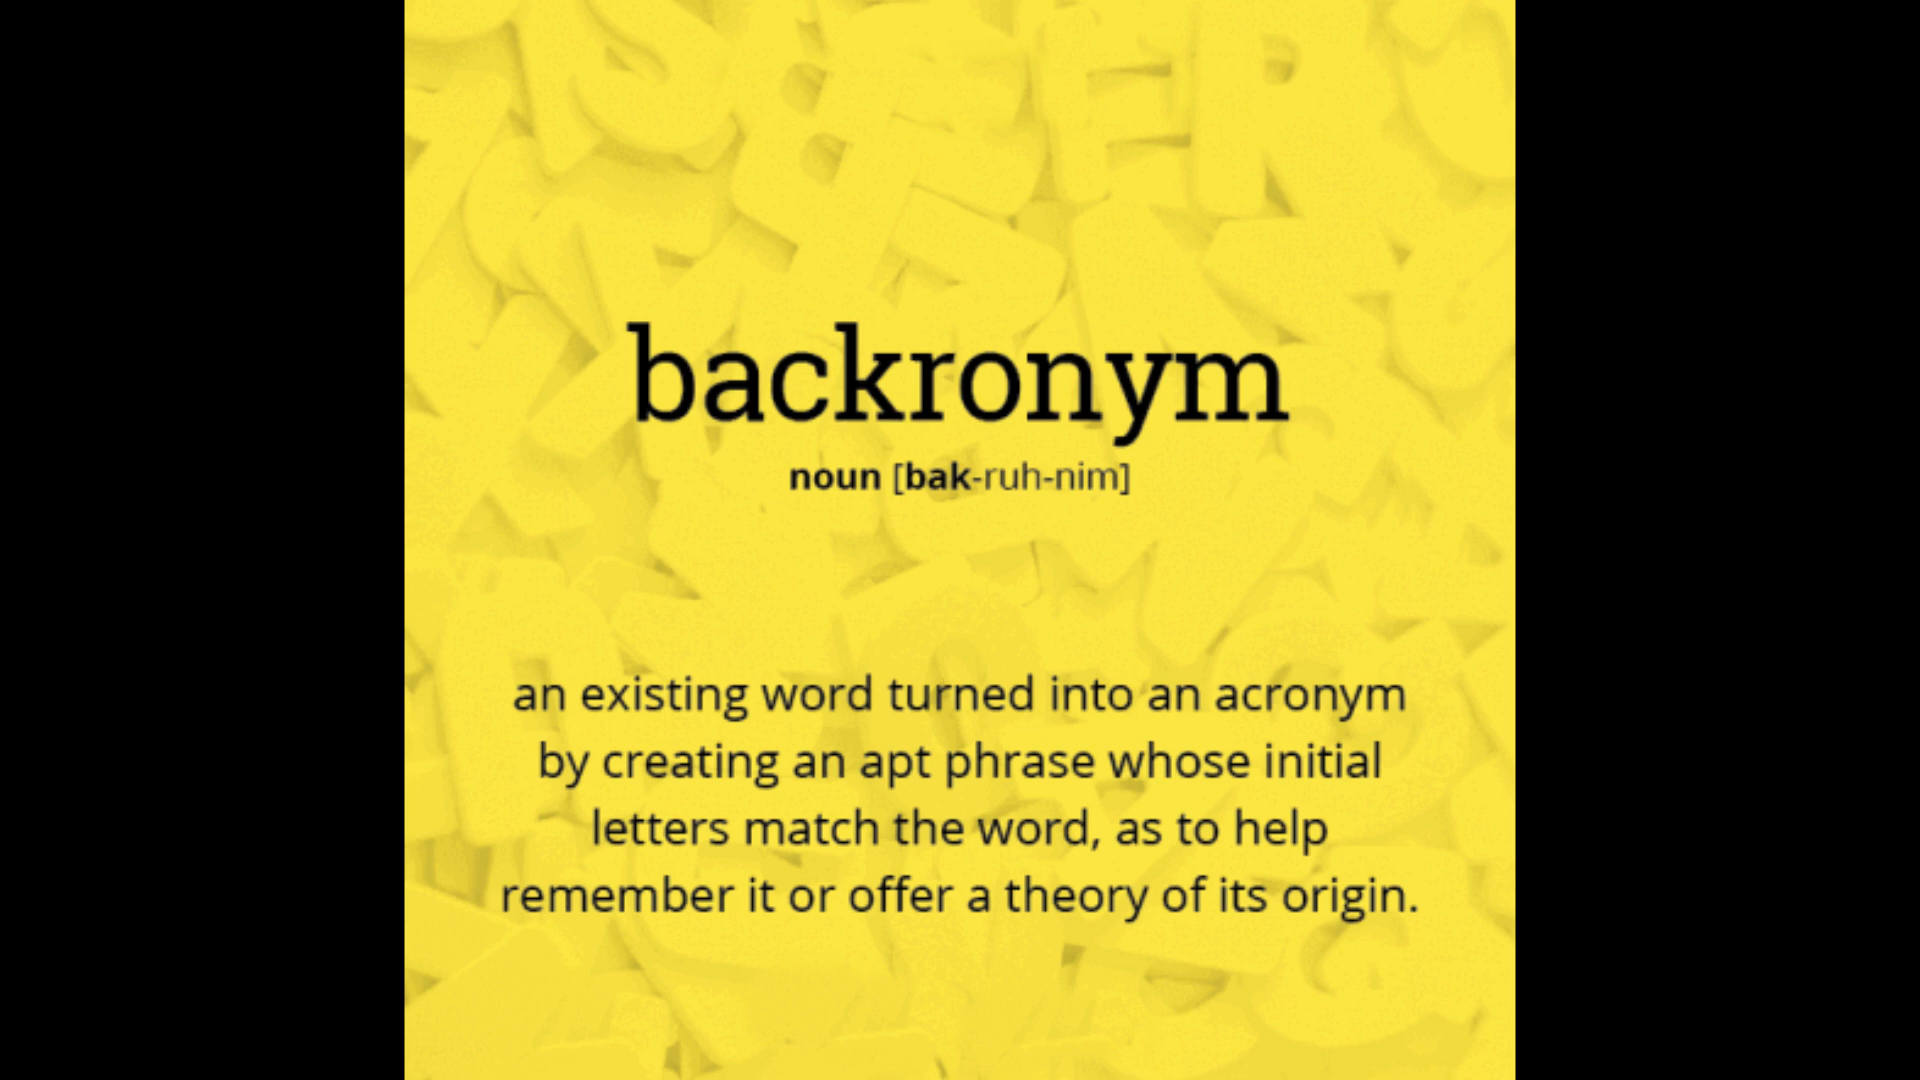 backronym
noun [bak-ruh-nim]
an existing word turned into an acronym
by creating an apt phrase whose initial
letters match the word, as to help
remember it or offer a theory of its origin.